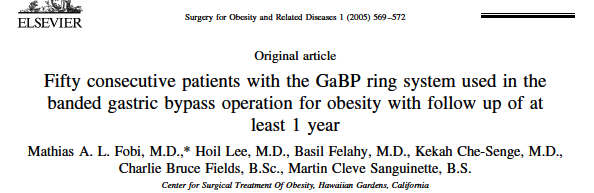 ELSEVIER
Surgery for Obesity and Related Diseases 1 (2005) 569–572
Original article
Fifty consecutive patients with the GaBP ring system used in the
banded gastric bypass operation for obesity with follow up of at
least 1 year
Mathias A. L. Fobi, M.D.,* Hoil Lee, M.D., Basil Felahy, M.D., Kekah Che-Senge, M.D.,
Charlie Bruce Fields, B.Sc., Martin Cleve Sanguinette, B.S.
Center for Surgical Treatment Of Obesity, Hawaiian Gardens, California